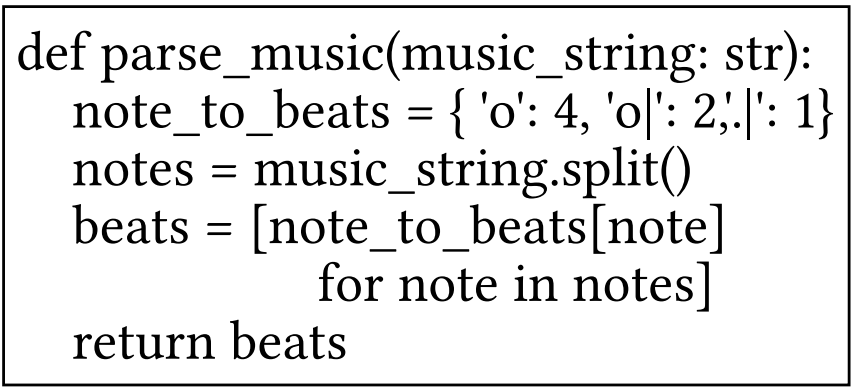 def parse_music(music_string: str):
note_to_beats = { 'o': 4, 'o|': 2,'.|': 1}
notes = music_string.split()
beats = [note_to_beats[note]
for note in notes]
return beats